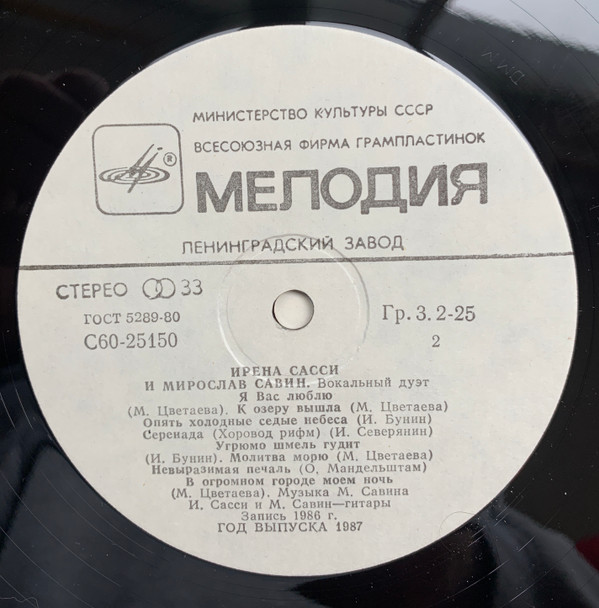 МИНИСТЕРСТВО КУЛЬТУРЫ СССР
ВСЕСОЮЗНАЯ ФИРМА ГРАМПЛАСТИНОК
®
МЕЛОДИЯ
ЛЕНИНГРАДСКИЙ ЗАВОД
СТЕРЕО 33
ГОСТ 5289-80
С60-25150
Гр. 3. 2-25
2
ИРЕНА САССИ
И МИРОСЛАВ САВИН. Вокальный дуэт
Я Вас люблю
(М. Цветаева). К озеру вышла (М. Цветаева)
Опять холодные седые небеса (И. Бунин)
Серенада (Хоровод рифм) (И. Северянин)
Угрюмо шмель гудит
(И. Бунин). Молитва морю (М. Цветаева)
Невыразимая печаль (О. Мандельштам)
В огромном городе моем ночь
(М. Цветаева). Музыка М. Савина
И. Сасси и М. Савин—гитары
Запись 1986 г.
ГОД ВЫПУСКА 1987